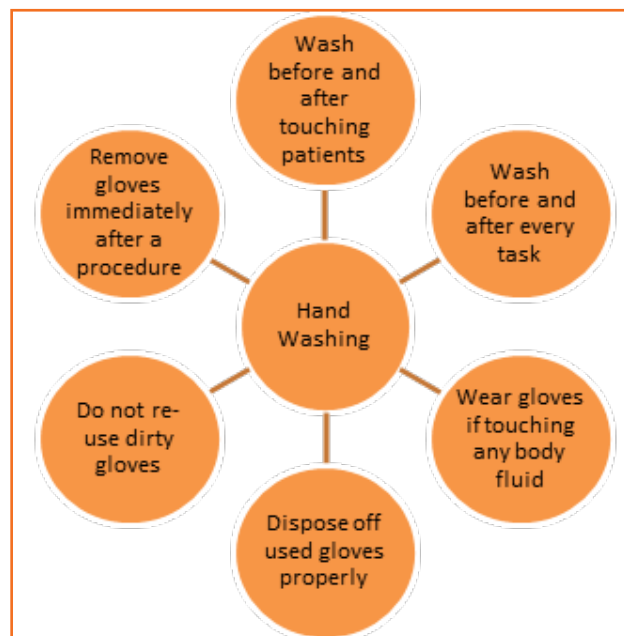 Wash
before and
after
touching
patients
Wash
before and
after every
task
Wear gloves
if touching
any body
fluid
Dispose off
used gloves
properly
Do not re-
use dirty
gloves
Remove
gloves
immediately
after a
procedure
Hand
Washing